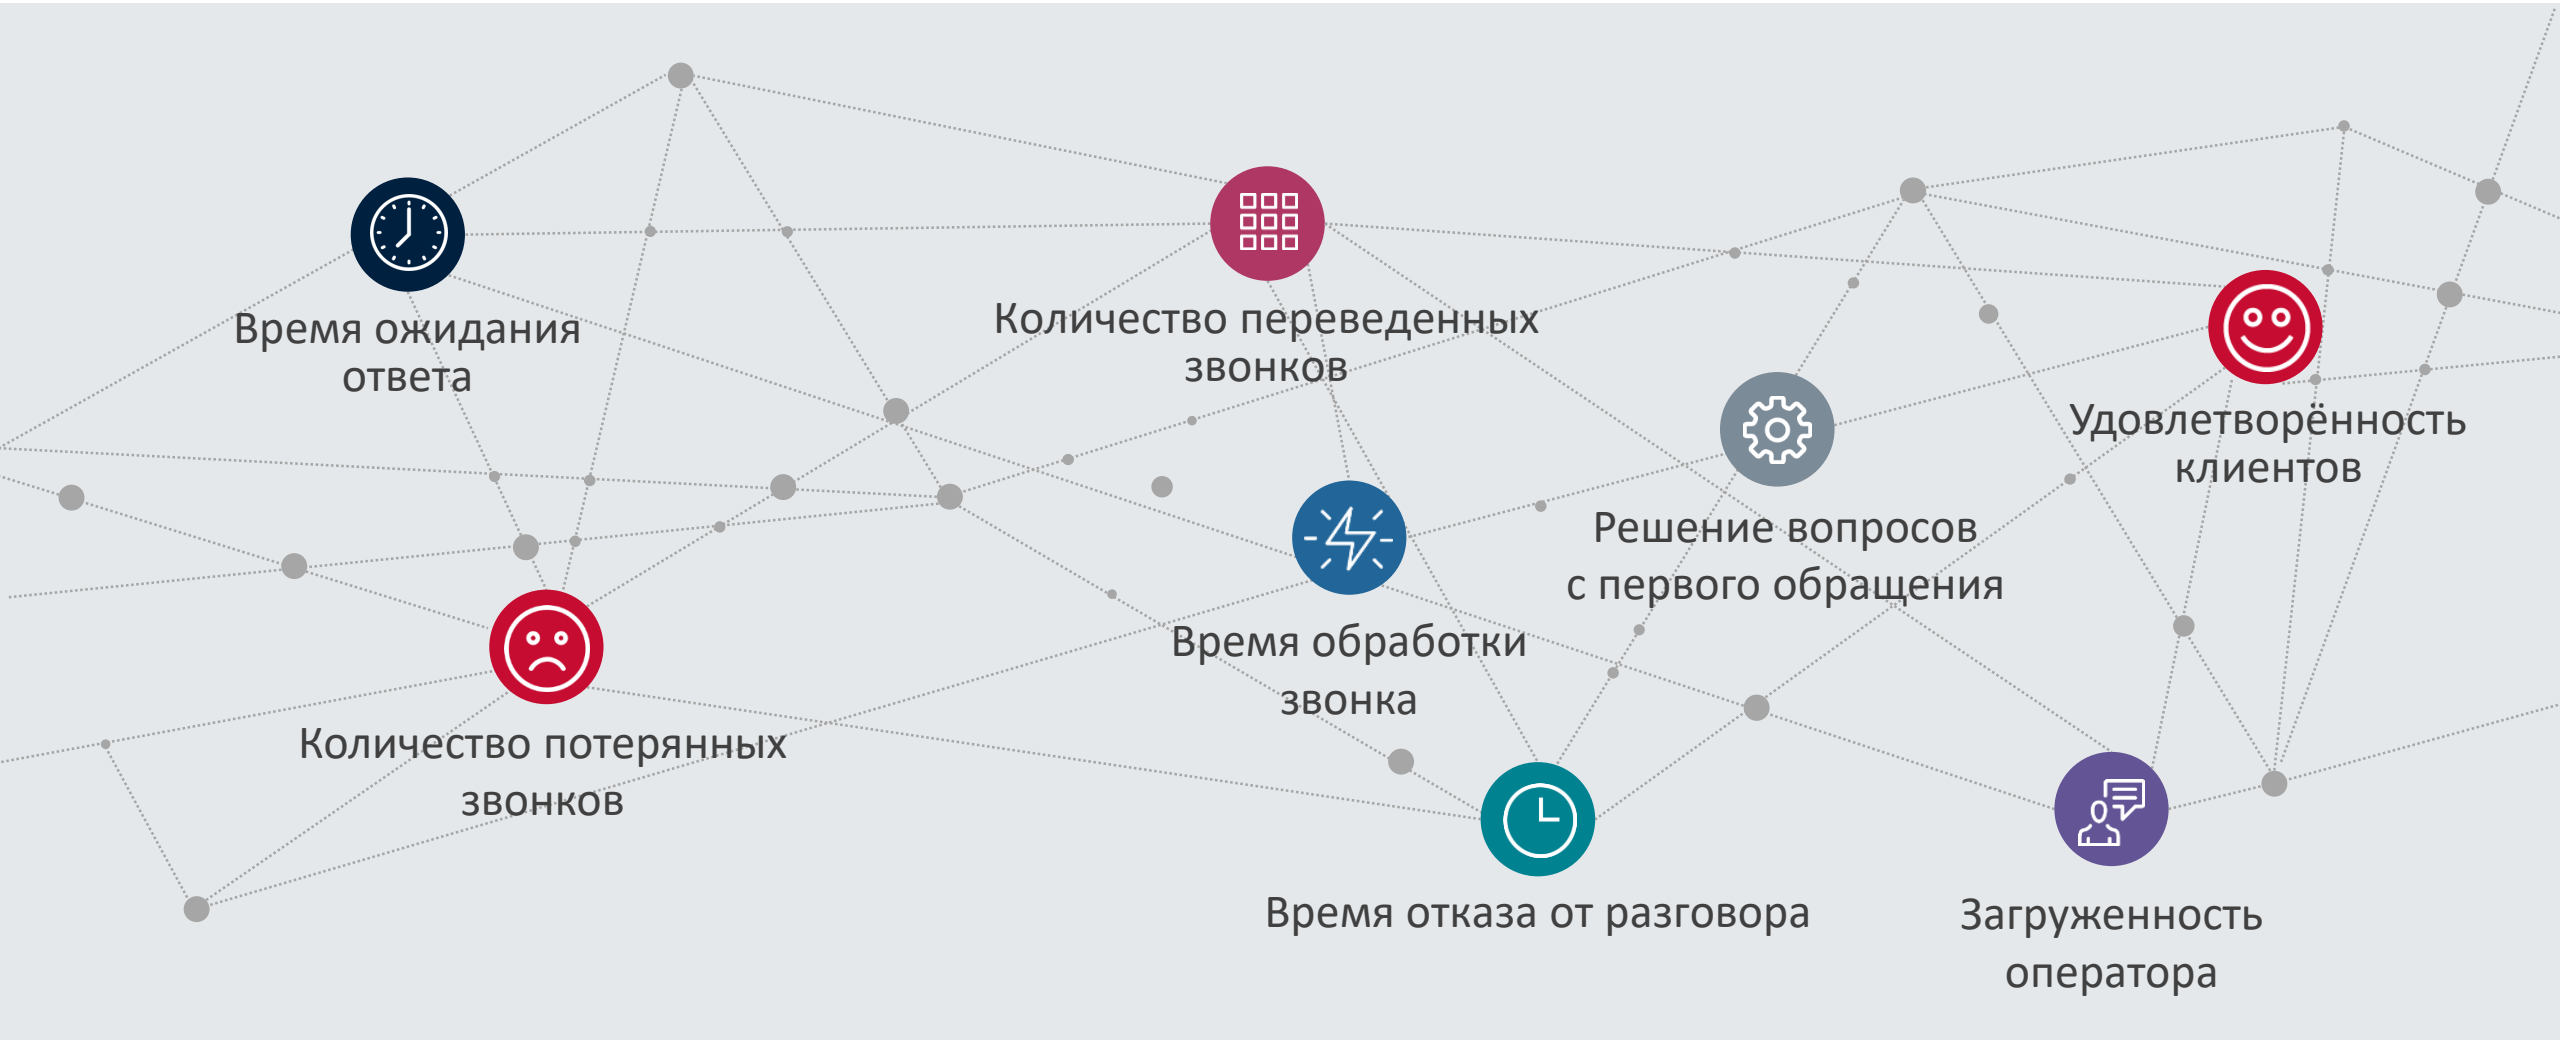 Время ожидания
ответа
Количество переведенных
звонков
Удовлетворённость
клиентов
Решение вопросов
с первого обращения
Время обработки
звонка
Количество потерянных
звонков
Время отказа от разговора
Загруженность
оператора